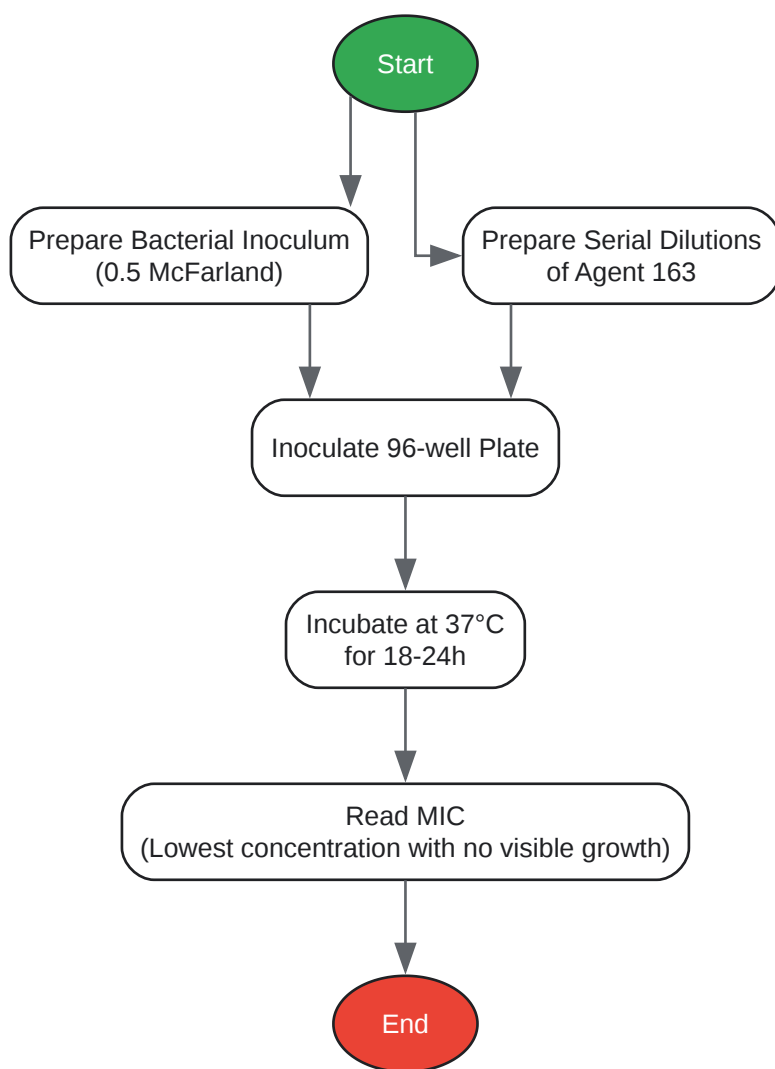 Start
Prepare Bacterial Inoculum
(0.5 McFarland)
Prepare Serial Dilutions
of Agent 163
Inoculate 96-well Plate
Incubate at 37°C
for 18-24h
Read MIC
(Lowest concentration with no visible growth)
End